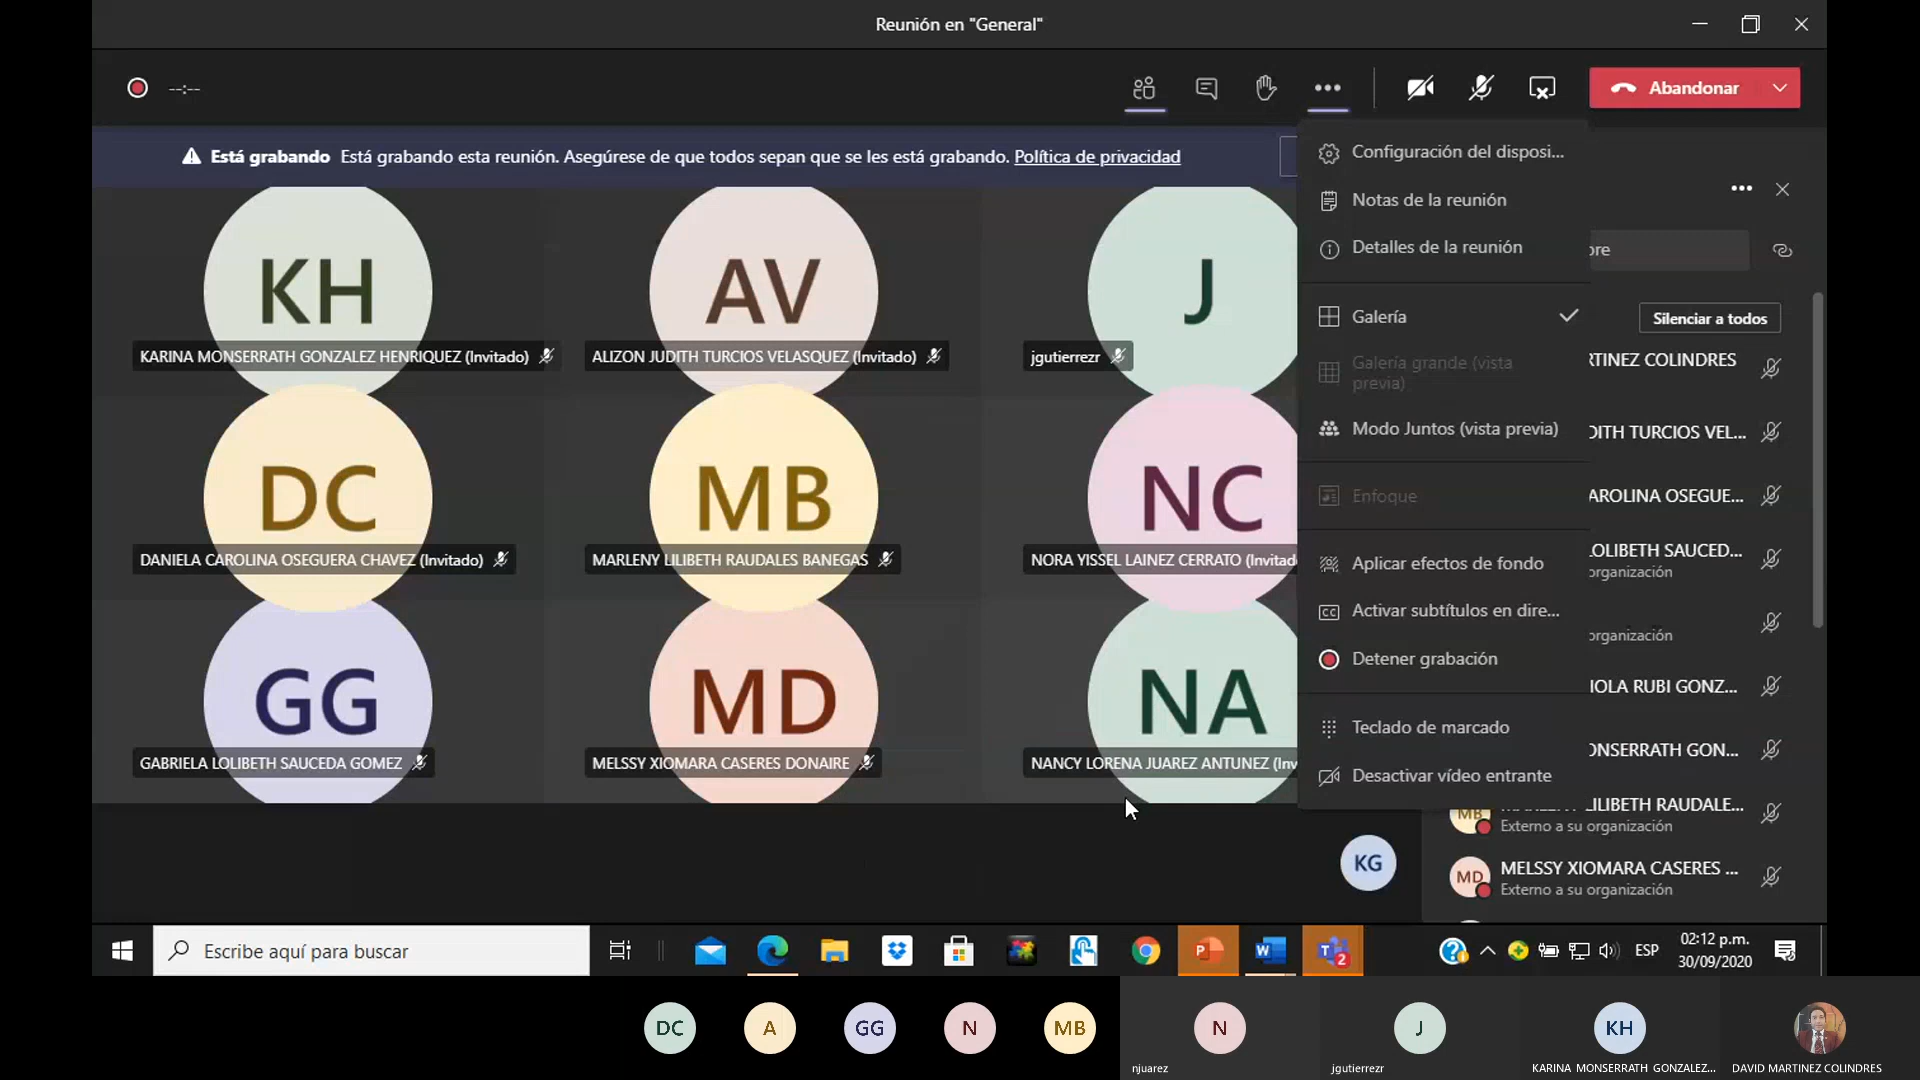 Reunión en "General"
--:--
Abandonar
Está grabando Está grabando esta reunión. Asegúrese de que todos sepan que se les está grabando. Política de privacidad
KH
KARINA MONSERRATH GONZALEZ HENRIQUEZ (Invitado)
AV
ALIZON JUDITH TURCIOS VELASQUEZ (Invitado)
J
jgutierrezr
DC
DANIELA CAROLINA OSEGUERA CHAVEZ (Invitado)
MB
MARLENY LILIBETH RAUDALES BANEGAS
NC
NORA YISSEL LAINEZ CERRATO (Invitad
GG
GABRIELA LOLIBETH SAUCEDA GOMEZ
MD
MELSSY XIOMARA CASERES DONAIRE
NA
NANCY LORENA JUAREZ ANTUNEZ (Inv
Configuración del disposi...
Notas de la reunión
Detalles de la reunión
Galería
Galería grande (vista
previa)
Modo Juntos (vista previa)
Enfoque
Aplicar efectos de fondo
CC Activar subtítulos en dire...
Detener grabación
Teclado de marcado
Desactivar vídeo entrante
bre
Silenciar a todos
RTINEZ COLINDRES
DITH TURCIOS VEL...
AROLINA OSEGUE...
LOLIBETH SAUCED...
organización
organización
IOLA RUBI GONZ...
ONSERRATH GON...
MB
LILIBETH RAUDALE...
Externo a su organización
MD
MELSSY XIOMARA CASERES ...
Externo a su organización
KG
Escribe aquí para buscar
2
ESP
02:12 p.m.
30/09/2020
DC
A
GG
N
MB
N
njuarez
J
jgutierrezr
KH
KARINA MONSERRATH GONZALEZ...
DAVID MARTINEZ COLINDRES